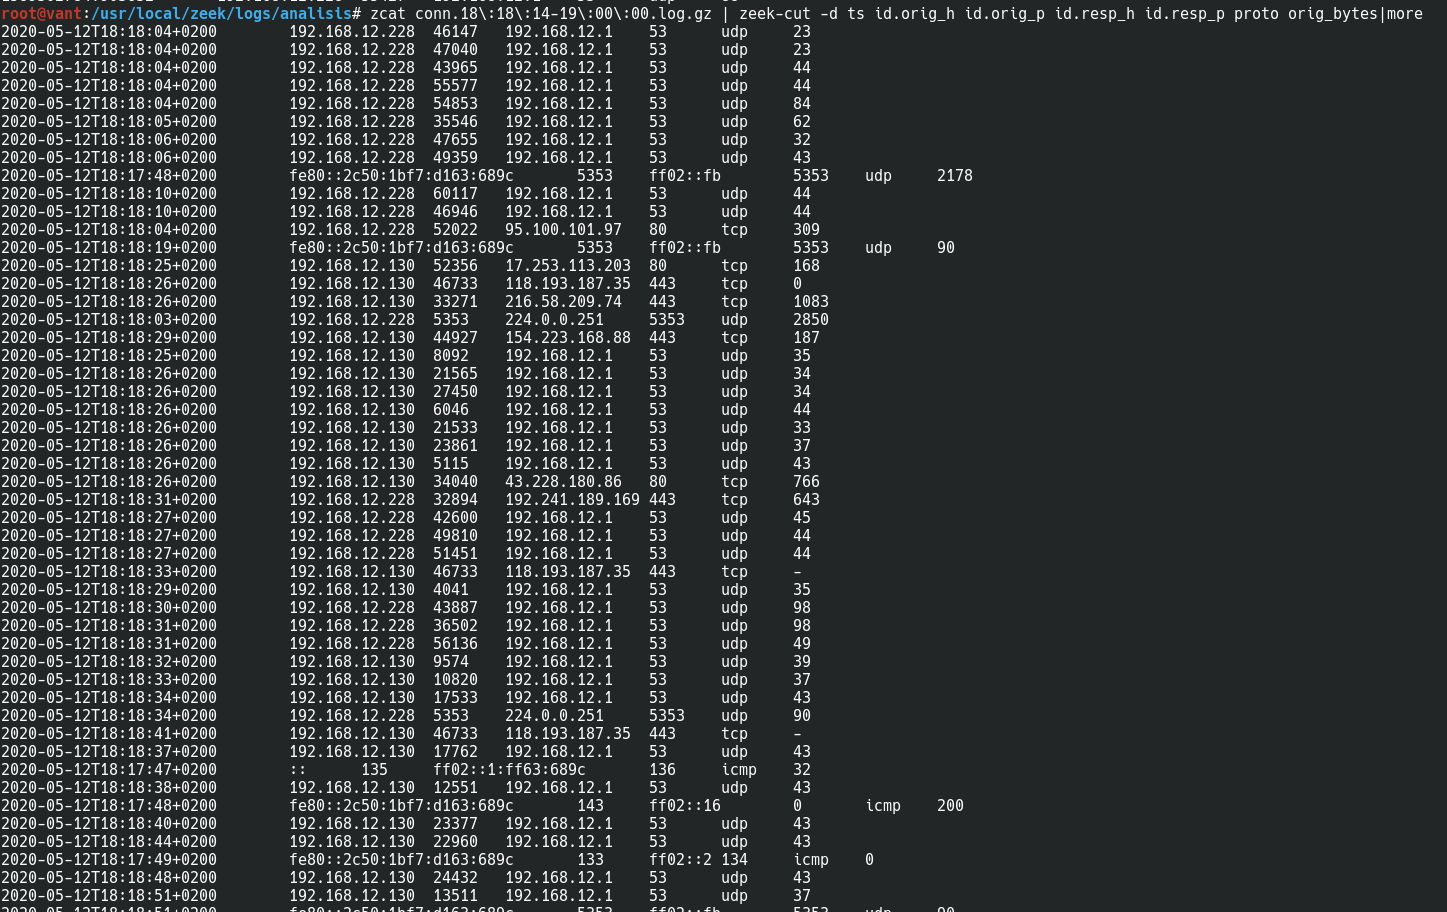 root@vant:/usr/local/zeek/logs/analisis# zcat conn.18\:18\:14-19\:00\:00.log.gz | zeek-cut -d ts id.orig_h id.orig_p id.resp_h id.resp_p proto orig_bytes|more
2020-05-12T18:18:04+0200 192.168.12.228 46147 192.168.12.1 53 udp 23
2020-05-12T18:18:04+0200 192.168.12.228 47040 192.168.12.1 53 udp 23
2020-05-12T18:18:04+0200 192.168.12.228 43965 192.168.12.1 53 udp 44
2020-05-12T18:18:04+0200 192.168.12.228 55577 192.168.12.1 53 udp 44
2020-05-12T18:18:04+0200 192.168.12.228 54853 192.168.12.1 53 udp 84
2020-05-12T18:18:05+0200 192.168.12.228 35546 192.168.12.1 53 udp 62
2020-05-12T18:18:06+0200 192.168.12.228 47655 192.168.12.1 53 udp 32
2020-05-12T18:18:06+0200 192.168.12.228 49359 192.168.12.1 53 udp 43
2020-05-12T18:17:48+0200 fe80::2c50:1bf7:d163:689c 5353 ff02::fb 5353 udp 2178
2020-05-12T18:18:10+0200 192.168.12.228 60117 192.168.12.1 53 udp 44
2020-05-12T18:18:10+0200 192.168.12.228 46946 192.168.12.1 53 udp 44
2020-05-12T18:18:04+0200 192.168.12.228 52022 95.100.101.97 80 tcp 309
2020-05-12T18:18:19+0200 fe80::2c50:1bf7:d163:689c 5353 ff02::fb 5353 udp 90
2020-05-12T18:18:25+0200 192.168.12.130 52356 17.253.113.203 80 tcp 168
2020-05-12T18:18:26+0200 192.168.12.130 46733 118.193.187.35 443 tcp 0
2020-05-12T18:18:26+0200 192.168.12.130 33271 216.58.209.74 443 tcp 1083
2020-05-12T18:18:03+0200 192.168.12.228 5353 224.0.0.251 5353 udp 2850
2020-05-12T18:18:29+0200 192.168.12.130 44927 154.223.168.88 443 tcp 187
2020-05-12T18:18:25+0200 192.168.12.130 8092 192.168.12.1 53 udp 35
2020-05-12T18:18:26+0200 192.168.12.130 21565 192.168.12.1 53 udp 34
2020-05-12T18:18:26+0200 192.168.12.130 27450 192.168.12.1 53 udp 34
2020-05-12T18:18:26+0200 192.168.12.130 6046 192.168.12.1 53 udp 44
2020-05-12T18:18:26+0200 192.168.12.130 21533 192.168.12.1 53 udp 33
2020-05-12T18:18:26+0200 192.168.12.130 23861 192.168.12.1 53 udp 37
2020-05-12T18:18:26+0200 192.168.12.130 5115 192.168.12.1 53 udp 43
2020-05-12T18:18:26+0200 192.168.12.130 34040 43.228.180.86 80 tcp 766
2020-05-12T18:18:31+0200 192.168.12.228 32894 192.241.189.169 443 tcp 643
2020-05-12T18:18:27+0200 192.168.12.228 42600 192.168.12.1 53 udp 45
2020-05-12T18:18:27+0200 192.168.12.228 49810 192.168.12.1 53 udp 44
2020-05-12T18:18:27+0200 192.168.12.228 51451 192.168.12.1 53 udp 44
2020-05-12T18:18:33+0200 192.168.12.130 46733 118.193.187.35 443 tcp -
2020-05-12T18:18:29+0200 192.168.12.130 4041 192.168.12.1 53 udp 35
2020-05-12T18:18:30+0200 192.168.12.228 43887 192.168.12.1 53 udp 98
2020-05-12T18:18:31+0200 192.168.12.228 36502 192.168.12.1 53 udp 98
2020-05-12T18:18:31+0200 192.168.12.228 56136 192.168.12.1 53 udp 49
2020-05-12T18:18:32+0200 192.168.12.130 9574 192.168.12.1 53 udp 39
2020-05-12T18:18:33+0200 192.168.12.130 10820 192.168.12.1 53 udp 37
2020-05-12T18:18:34+0200 192.168.12.130 17533 192.168.12.1 53 udp 43
2020-05-12T18:18:34+0200 192.168.12.228 5353 224.0.0.251 5353 udp 90
2020-05-12T18:18:41+0200 192.168.12.130 46733 118.193.187.35 443 tcp -
2020-05-12T18:18:37+0200 192.168.12.130 17762 192.168.12.1 53 udp 43
2020-05-12T18:17:47+0200 :: 135 ff02::1:ff63:689c 136 icmp 32
2020-05-12T18:18:38+0200 192.168.12.130 12551 192.168.12.1 53 udp 43
2020-05-12T18:17:48+0200 fe80::2c50:1bf7:d163:689c 143 ff02::16 0 icmp 200
2020-05-12T18:18:40+0200 192.168.12.130 23377 192.168.12.1 53 udp 43
2020-05-12T18:18:44+0200 192.168.12.130 22960 192.168.12.1 53 udp 43
2020-05-12T18:17:49+0200 fe80::2c50:1bf7:d163:689c 133 ff02::2 134 icmp 0
2020-05-12T18:18:48+0200 192.168.12.130 24432 192.168.12.1 53 udp 43
2020-05-12T18:18:51+0200 192.168.12.130 13511 192.168.12.1 53 udp 37
2020-05-12T18:18:51+0200 fe80::2c50:1bf7:d163:689c 5353 ff02::fb 5353 udp 90